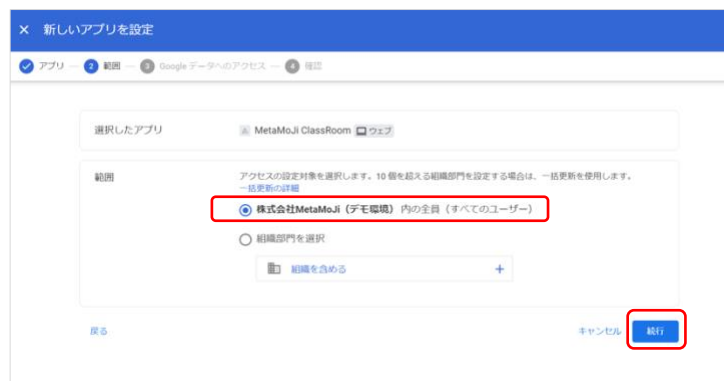 × 新しいアプリを設定
アプリ — 2 範囲 — 3 Google データへのアクセス — 4 確認
選択したアプリ MetaMoJi ClassRoom ウェブ
範囲 アクセスの設定対象を選択します。10 個を超える組織部門を設定する場合は、一括更新を使用します。
一括更新の詳細
株式会社MetaMoJi（デモ環境）内の全員（すべてのユーザー）
組織部門を選択
組織を含める +
戻る キャンセル 続行